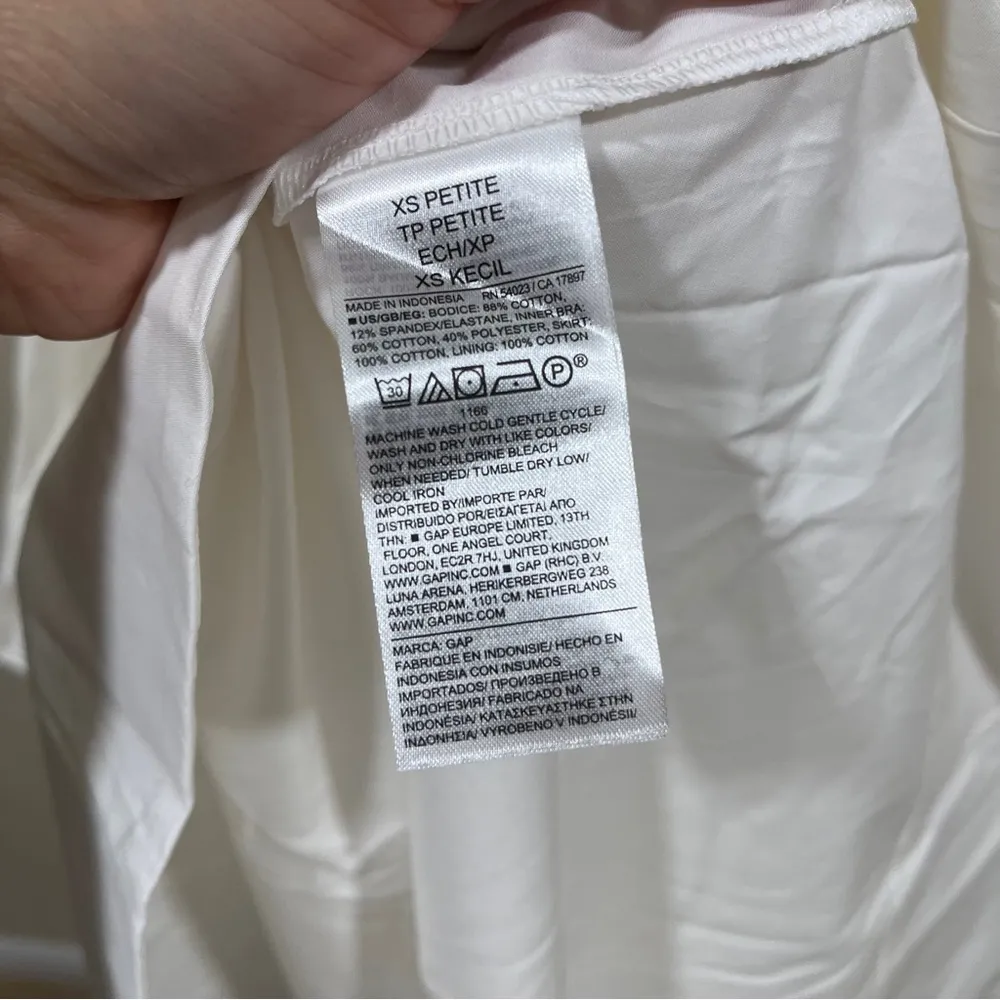 XS PETITE
TP PETITE
ECH/XP
XS KECIL
MADE IN INDONESIA RN 54023 / CA 17897
■ US/GB/EG: BODICE: 88% COTTON,
12% SPANDEX/ELASTANE, INNER BRA:
60% COTTON, 40% POLYESTER, SKIRT:
100% COTTON, LINING: 100% COTTON
30 P ®
1166
MACHINE WASH COLD GENTLE CYCLE/
WASH AND DRY WITH LIKE COLORS/
ONLY NON-CHLORINE BLEACH
WHEN NEEDED/ TUMBLE DRY LOW/
COOL IRON
IMPORTED BY/IMPORTE PAR/
DISTRIBUIDO POR/ΕΙΣΑΓΕΤΑΙ ΑΠΟ
ΤΗΝ: ■ GAP EUROPE LIMITED, 13TH
FLOOR, ONE ANGEL COURT,
LONDON, EC2R 7HJ, UNITED KINGDOM
WWW.GAPINC.COM ■ GAP (RHC) B.V.
LUNA ARENA, HERIKERBERGWEG 238
AMSTERDAM, 1101 CM, NETHERLANDS
WWW.GAPINC.COM
MARCA: GAP
FABRIQUE EN INDONISIE/ HECHO EN
INDONESIA CON INSUMOS
IMPORTADOS/ ПРОИЗВЕДЕНО В
ИНДОНЕЗИЯ/ FABRICADO NA
INDONÉSIA/ ΚΑΤΑΣΚΕΥΑΣΤΗΚΕ ΣΤΗΝ
ΙΝΔΟΝΗΣΙΑ/ VYROBENO V INDONÉSII/